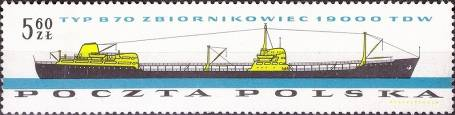 TYP B70 ZBIORNIKOWIEC 19000 TDW
5,60
ZŁ
POCZTA POLSKA